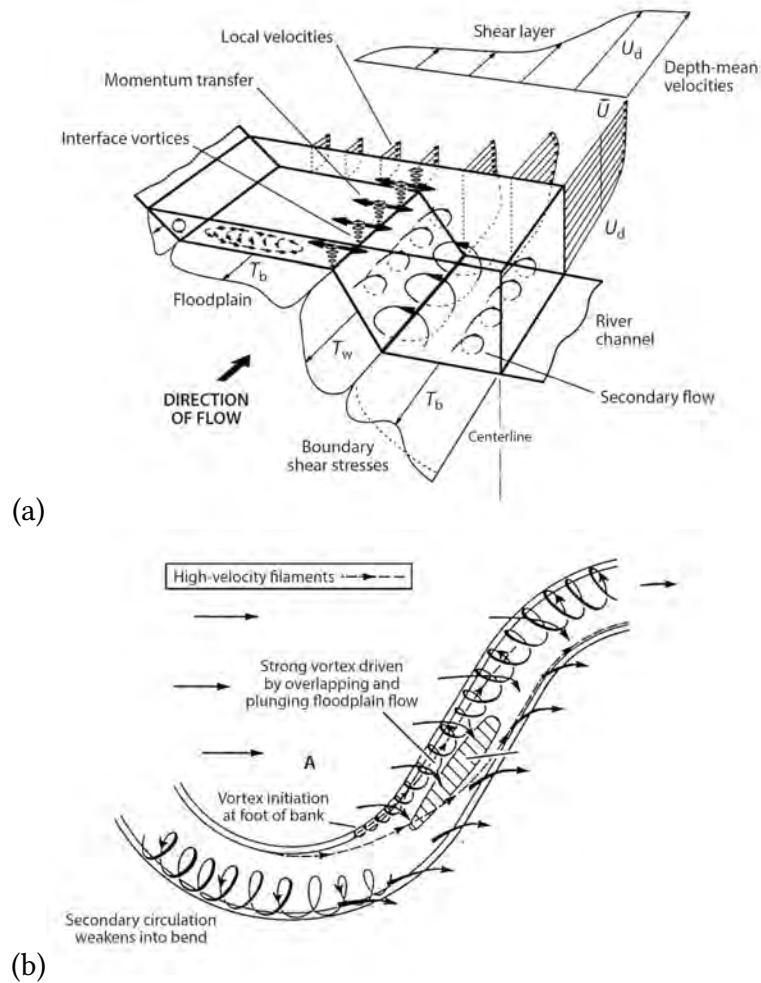 Local velocities
Shear layer
U_d
Depth-mean
velocities
Momentum transfer
Ū
Interface vortices
U_d
T_b
Floodplain
River
channel
T_w
Secondary flow
DIRECTION
OF FLOW
T_b
Centerline
Boundary
shear stresses
(a)
High-velocity filaments
Strong vortex driven
by overlapping and
plunging floodplain flow
A
Vortex initiation
at foot of bank
Secondary circulation
weakens into bend
(b)